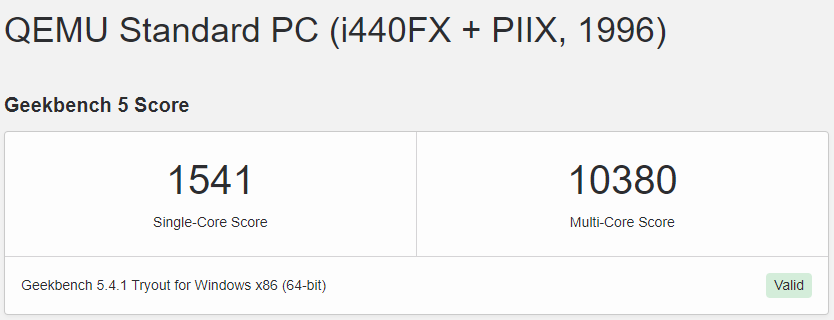 QEMU Standard PC (i440FX + PIIX, 1996)
Geekbench 5 Score
1541
Single-Core Score
10380
Multi-Core Score
Geekbench 5.4.1 Tryout for Windows x86 (64-bit)
Valid